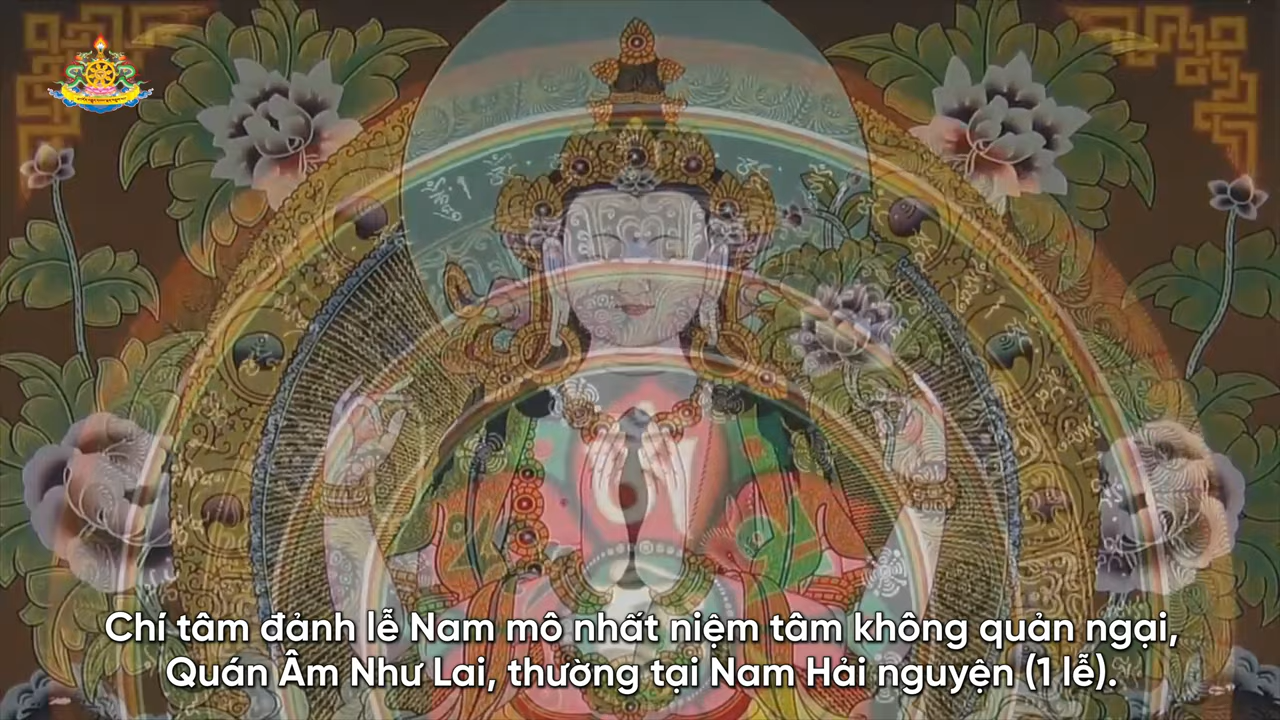 Chí tâm đảnh lễ Nam mô nhất niệm tâm không quản ngại,
Quán Âm Như Lai, thường tại Nam Hải nguyện (1 lễ).